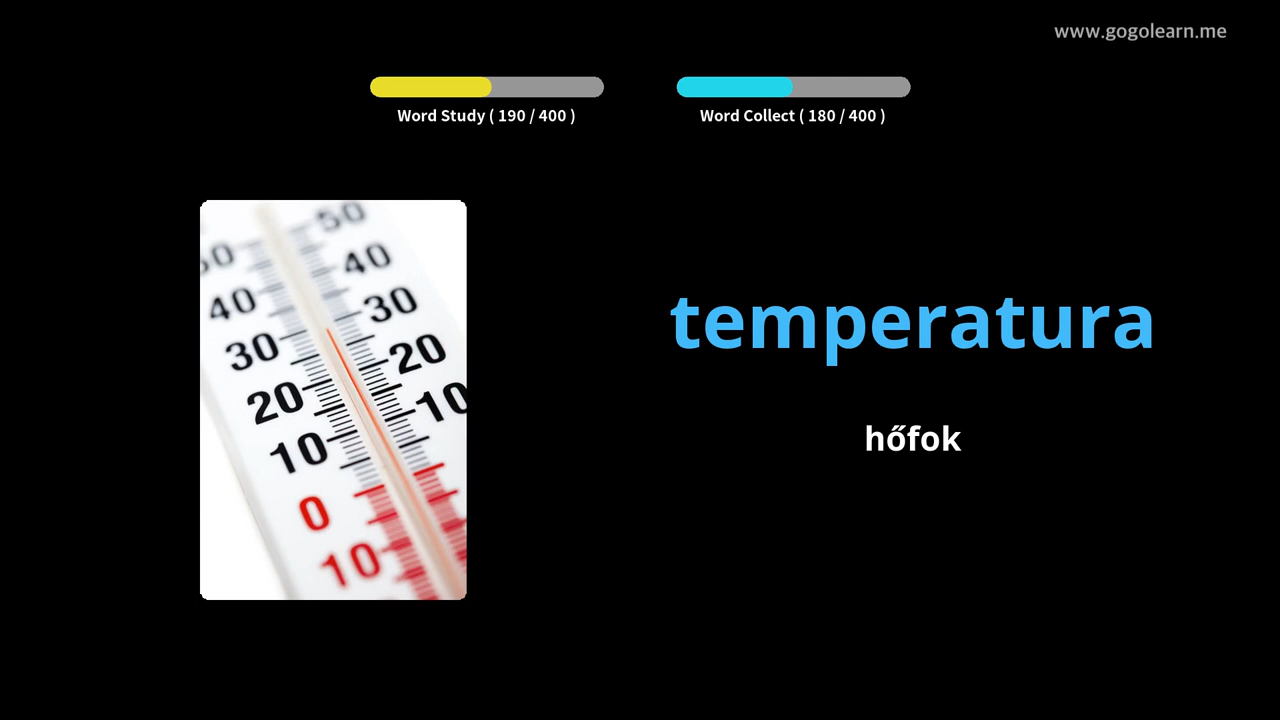 www.gogolearn.me
Word Study ( 190 / 400 )
Word Collect ( 180 / 400 )
50
40
40
30
30
20
20
10
10
0
10
temperatura
hőfok